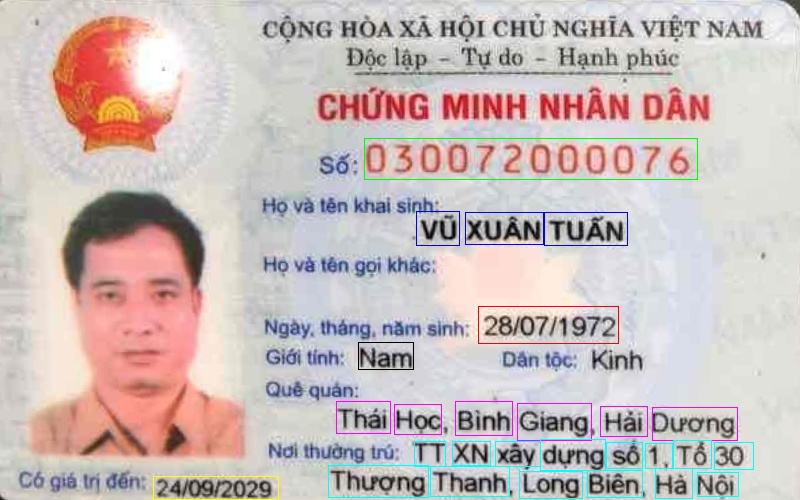 CỘNG HÒA XÃ HỘI CHỦ NGHĨA VIỆT NAM
Độc lập - Tự do - Hạnh phúc
CHỨNG MINH NHÂN DÂN
Số: 030072000076
Họ và tên khai sinh:
VŨ XUÂN TUẤN
Họ và tên gọi khác:
Ngày, tháng, năm sinh: 28/07/1972
Giới tính: Nam Dân tộc: Kinh
Quê quán:
Thái Học, Bình Giang, Hải Dương
Nơi thường trú: TT XN xây dựng số 1, Tổ 30
Thượng Thanh, Long Biên, Hà Nội
Có giá trị đến: 24/09/2029